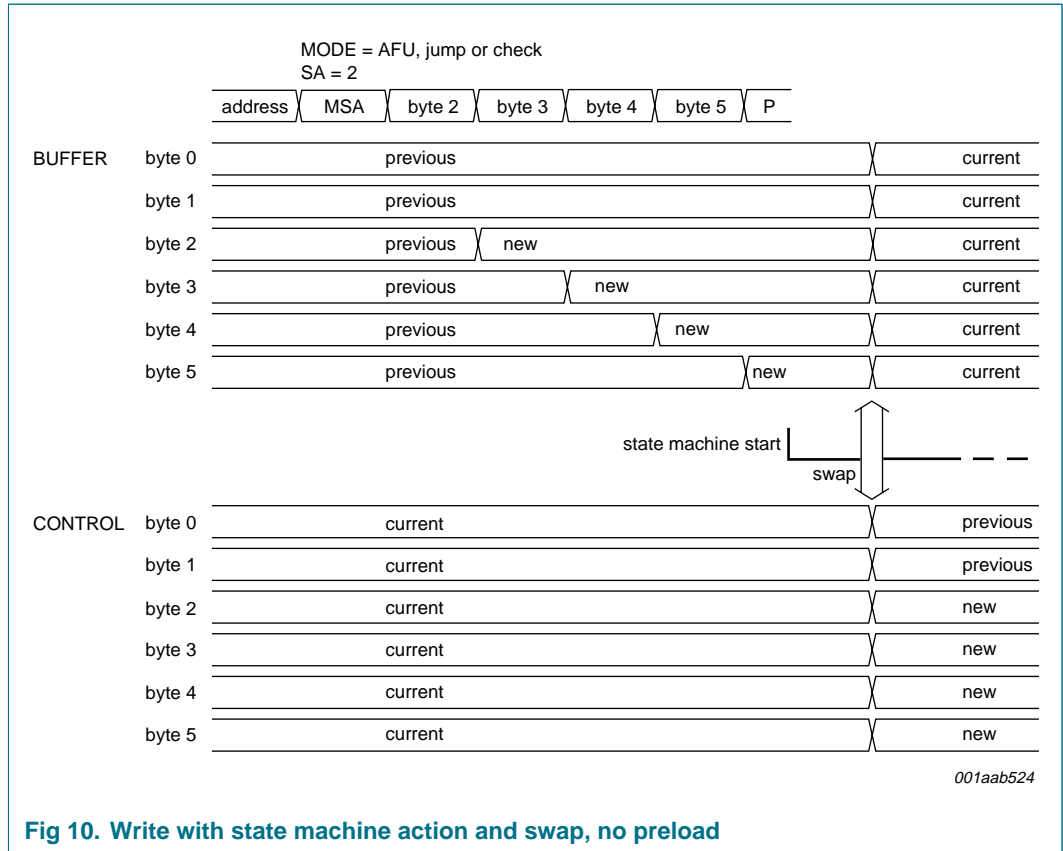 MODE = AFU, jump or check
SA = 2
address MSA byte 2 byte 3 byte 4 byte 5 P
BUFFER byte 0 previous current
byte 1 previous current
byte 2 previous new current
byte 3 previous new current
byte 4 previous new current
byte 5 previous new current
state machine start
swap
CONTROL byte 0 current previous
byte 1 current previous
byte 2 current new
byte 3 current new
byte 4 current new
byte 5 current new
001aab524
Fig 10. Write with state machine action and swap, no preload